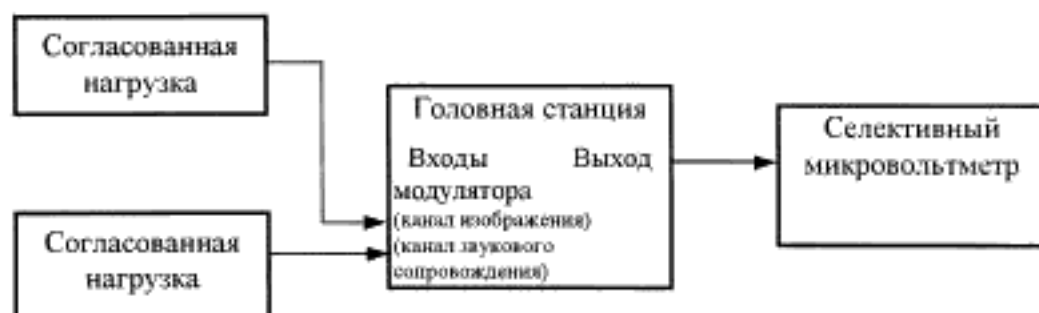 Согласованная
нагрузка
Головная станция
Входы Выход
модулятора
(канал изображения)
(канал звукового
сопровождения)
Селективный
микровольтметр
Согласованная
нагрузка